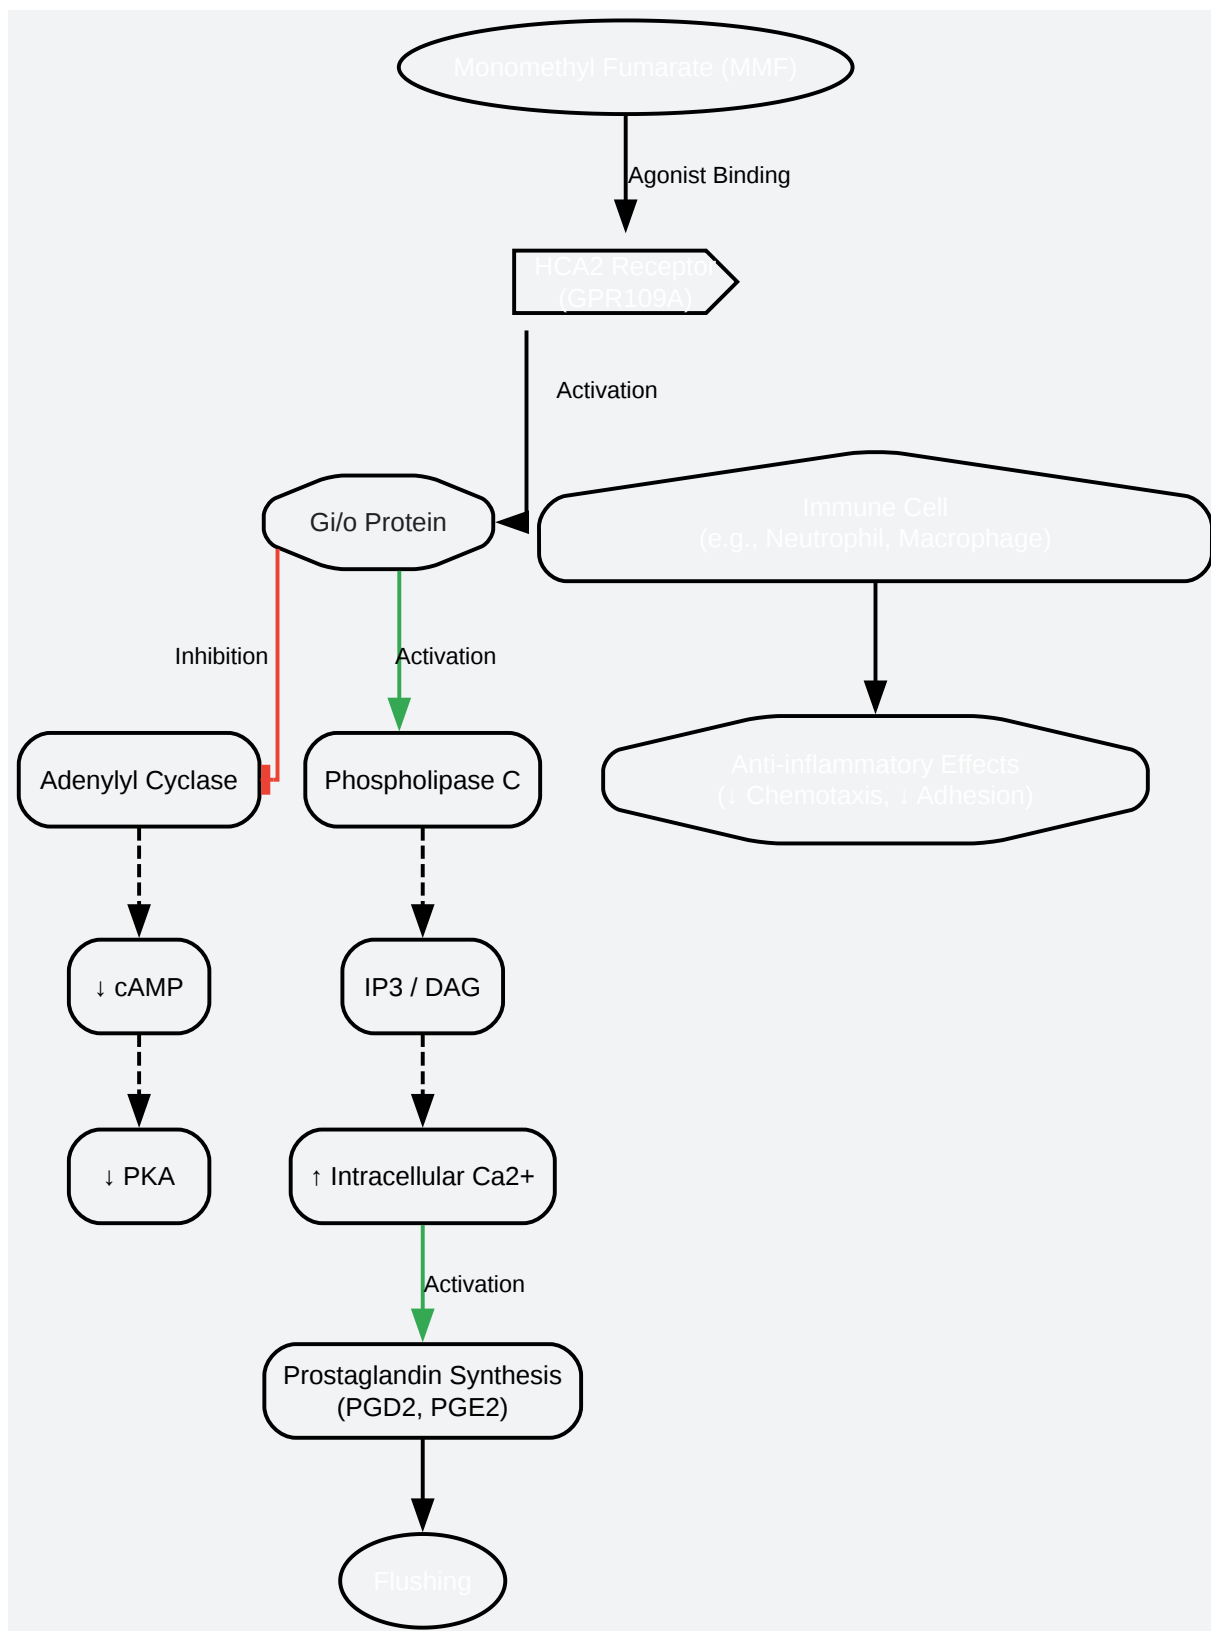 Monomethyl Fumarate (MMF)
Agonist Binding
HCA2 Receptor
(GPR109A)
Activation
Gi/o Protein
Immune Cell
(e.g., Neutrophil, Macrophage)
Inhibition
Activation
Adenylyl Cyclase
Phospholipase C
Anti-inflammatory Effects
(↓ Chemotaxis, ↓ Adhesion)
↓ cAMP
IP3 / DAG
↓ PKA
↑ Intracellular Ca2+
Activation
Prostaglandin Synthesis
(PGD2, PGE2)
Flushing